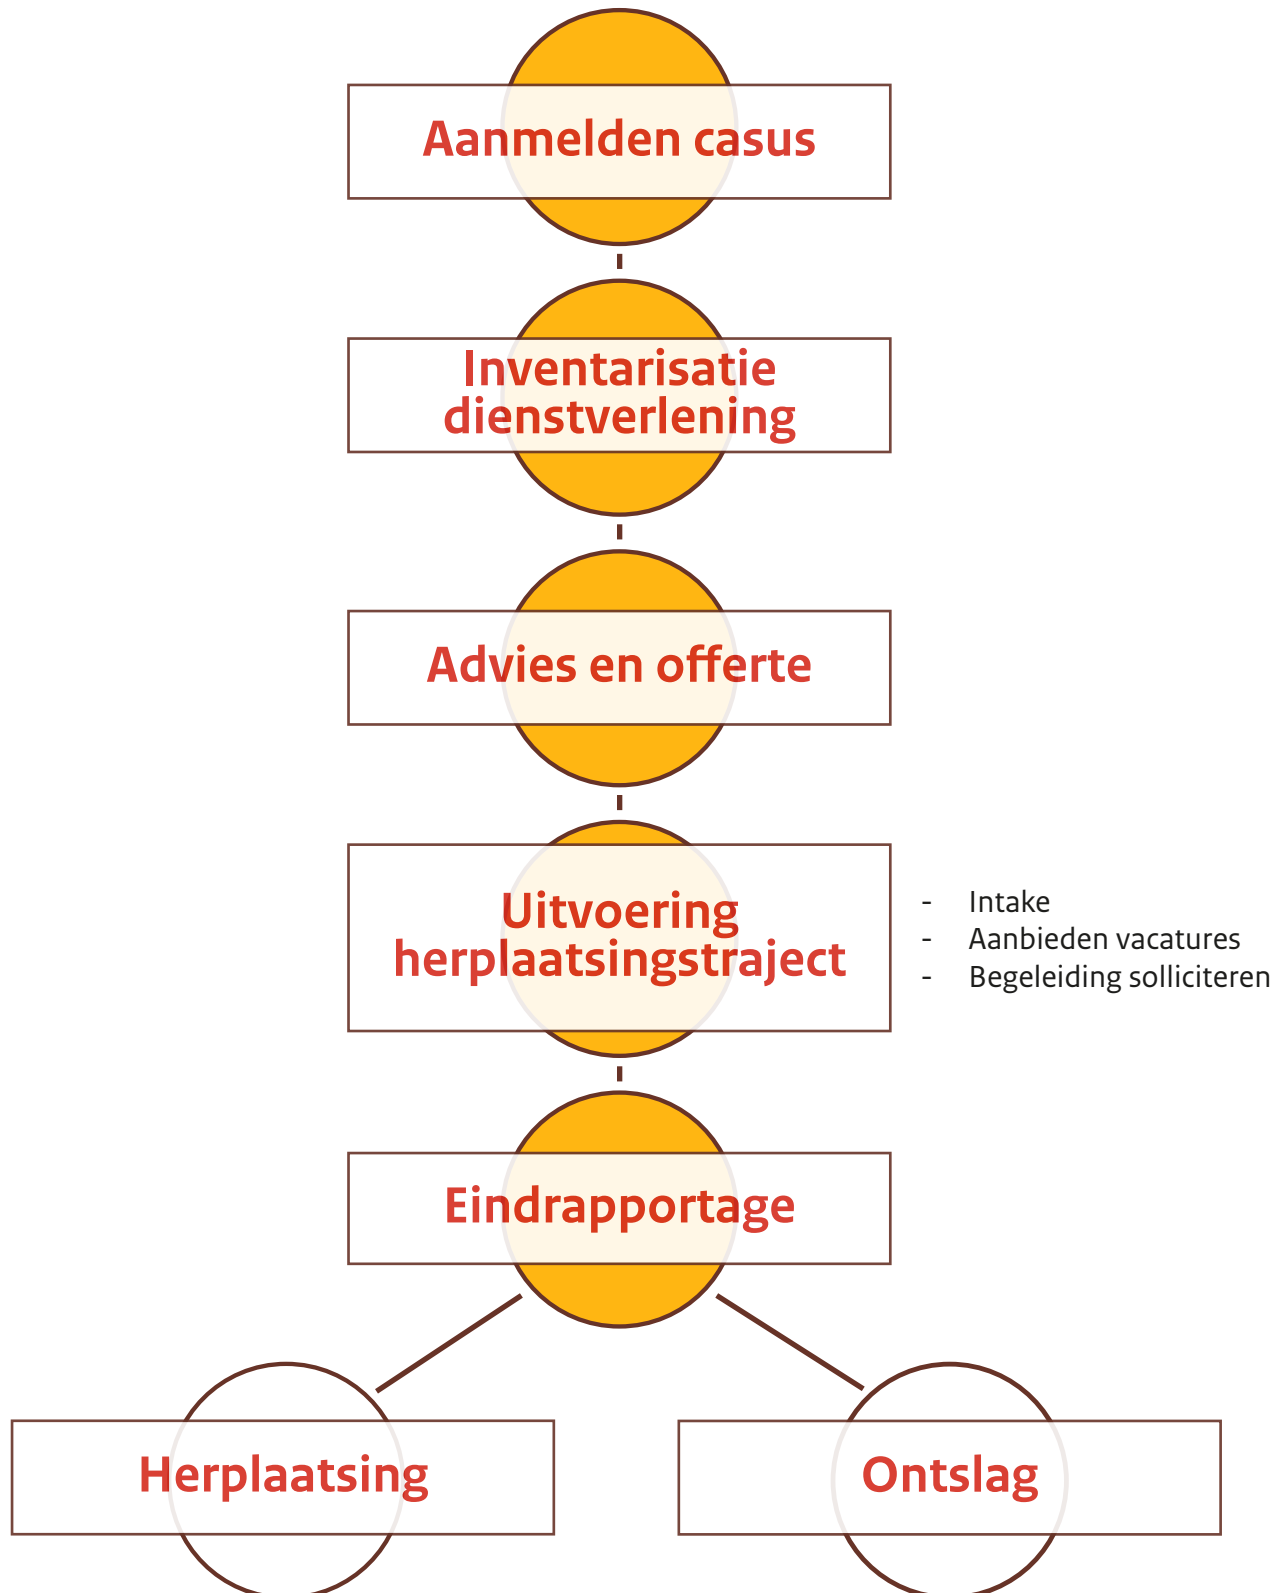 Aanmelden casus
Inventarisatie
dienstverlening
Advies en offerte
Uitvoering
herplaatsingstraject
- Intake
- Aanbieden vacatures
- Begeleiding solliciteren
Eindrapportage
Herplaatsing
Ontslag